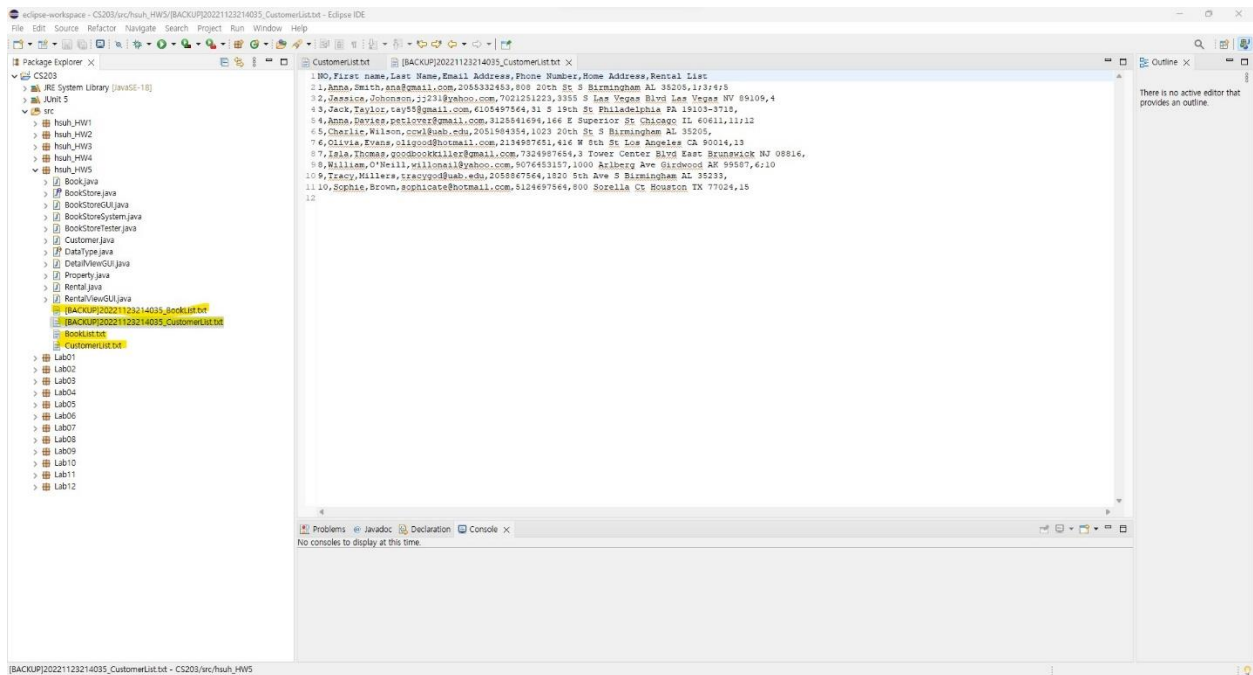 eclipse-workspace - CS203/src/hsuh_HW5/[BACKUP]20221123214035_CustomerList.txt - Eclipse IDE
File Edit Source Refactor Navigate Search Project Run Window Help
Package Explorer
CS203
JRE System Library [JavaSE-18]
JUnit 5
src
hsuh_HW1
hsuh_HW2
hsuh_HW3
hsuh_HW4
hsuh_HW5
Book.java
BookStore.java
BookStoreGUI.java
BookStoreSystem.java
BookStoreTester.java
Customer.java
DataType.java
DetailViewGUI.java
Property.java
Rental.java
RentalViewGUI.java
[BACKUP]20221123214035_BookList.txt
[BACKUP]20221123214035_CustomerList.txt
BookList.txt
CustomerList.txt
Lab01
Lab02
Lab03
Lab04
Lab05
Lab06
Lab07
Lab08
Lab09
Lab10
Lab11
Lab12
CustomerList.txt [BACKUP]20221123214035_CustomerList.txt
1 NO,First name,Last Name,Email Address,Phone Number,Home Address,Rental List
2 1,Anna,Smith,ana@gmail.com,2055332453,808 20th St S Birmingham AL 35205,1;3;4;5
3 2,Jassica,Johonson,jj231@yahoo.com,7021251223,3355 S Las Vegas Blvd Las Vegas NV 89109,4
4 3,Jack,Taylor,tay55@gmail.com,6105497564,31 S 19th St Philadelphia PA 19103-3718,
5 4,Anna,Davies,petlover@gmail.com,3125541694,166 E Superior St Chicago IL 60611,11;12
6 5,Charlie,Wilson,ccwl@uab.edu,2051984354,1023 20th St S Birmingham AL 35205,
7 6,Olivia,Evans,oligood@hotmail.com,2134987651,416 W 8th St Los Angeles CA 90014,13
8 7,Isla,Thomas,goodbookkiller@gmail.com,7324987654,3 Tower Center Blvd East Brunswick NJ 08816,
9 8,William,O'Neill,willonail@yahoo.com,9076453157,1000 Arlberg Ave Girdwood AK 99587,6;10
10 9,Tracy,Millers,tracygod@uab.edu,2058867564,1820 5th Ave S Birmingham AL 35233,
11 10,Sophie,Brown,sophicate@hotmail.com,5124697564,800 Sorella Ct Houston TX 77024,15
12
Outline
There is no active editor that
provides an outline.
Problems Javadoc Declaration Console
No consoles to display at this time.
[BACKUP]20221123214035_CustomerList.txt - CS203/src/hsuh_HW5